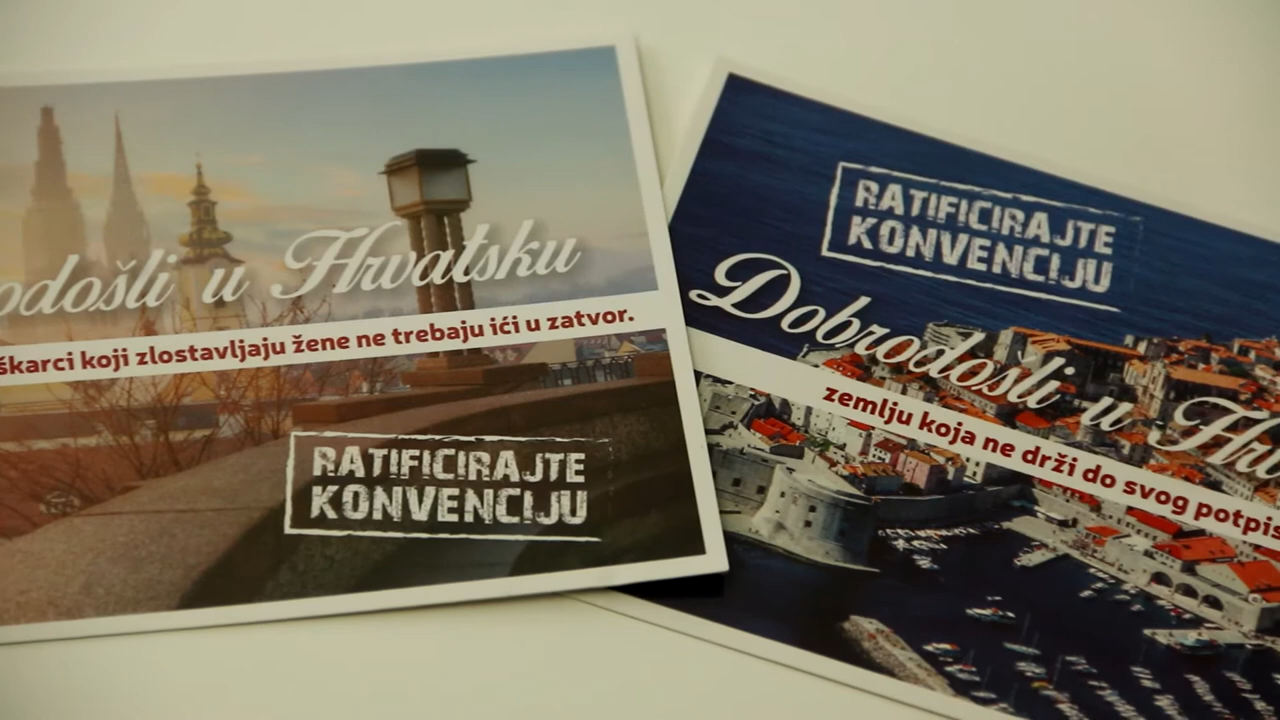 odošli u Hrvatsku
škarci koji zlostavljaju žene ne trebaju ići u zatvor.
RATIFICIRAJTE
KONVENCIJU
RATIFICIRAJTE
KONVENCIJU
Dobrodošli u
zemlju koja ne drži do svog